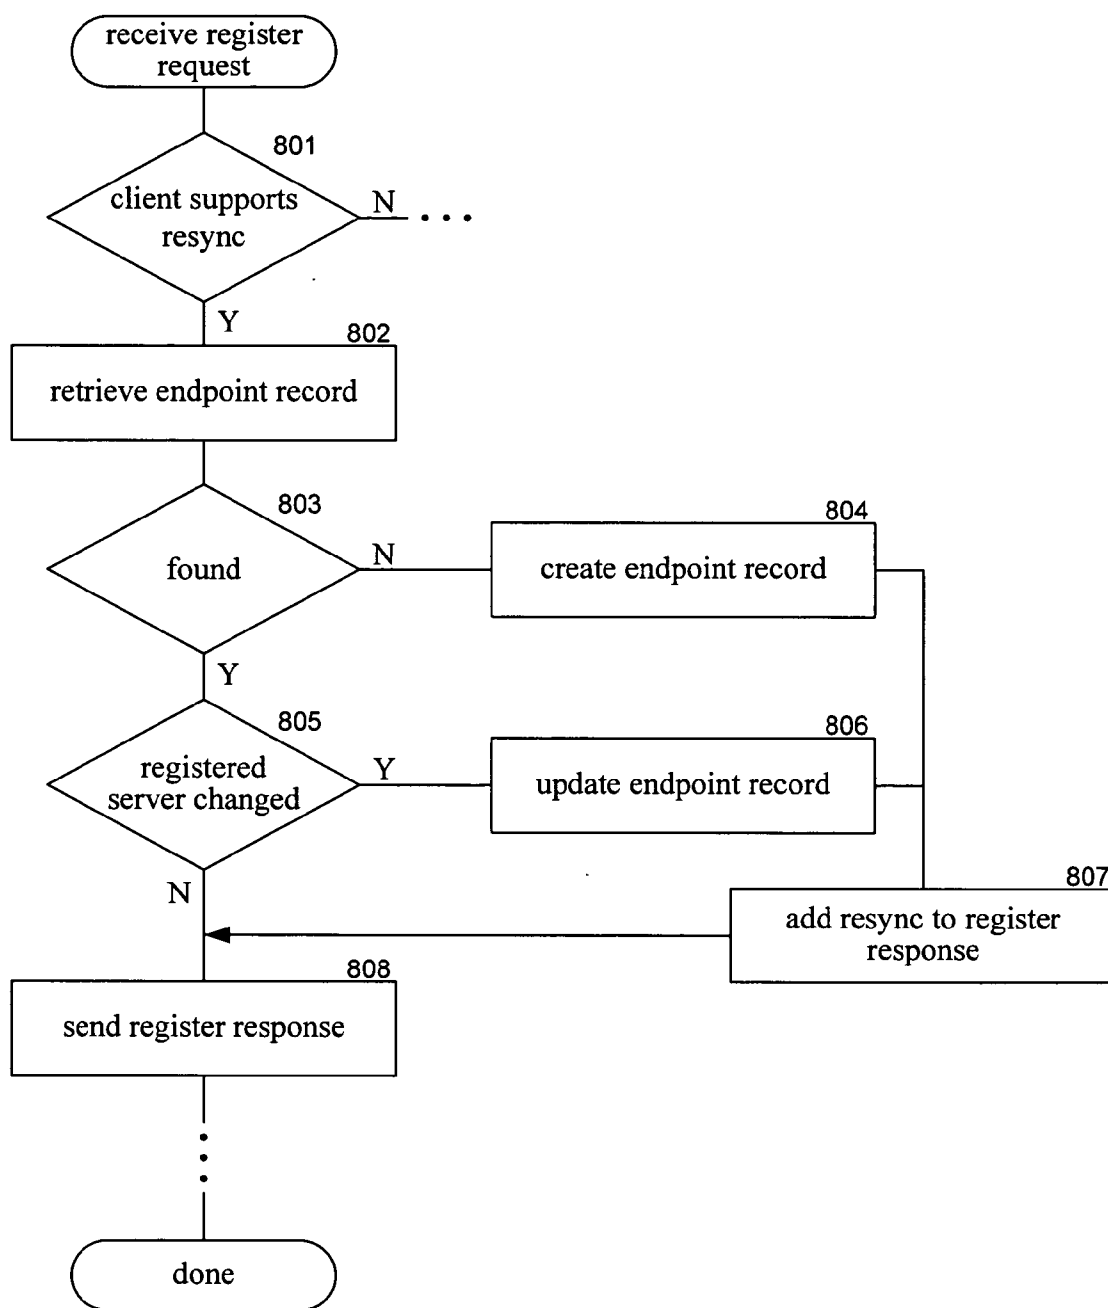 receive register
request
801
client supports
resync
N
• • •
Y
802
retrieve endpoint record
803
found
N
804
create endpoint record
Y
805
registered
server changed
Y
806
update endpoint record
N
807
add resync to register
response
808
send register response
done